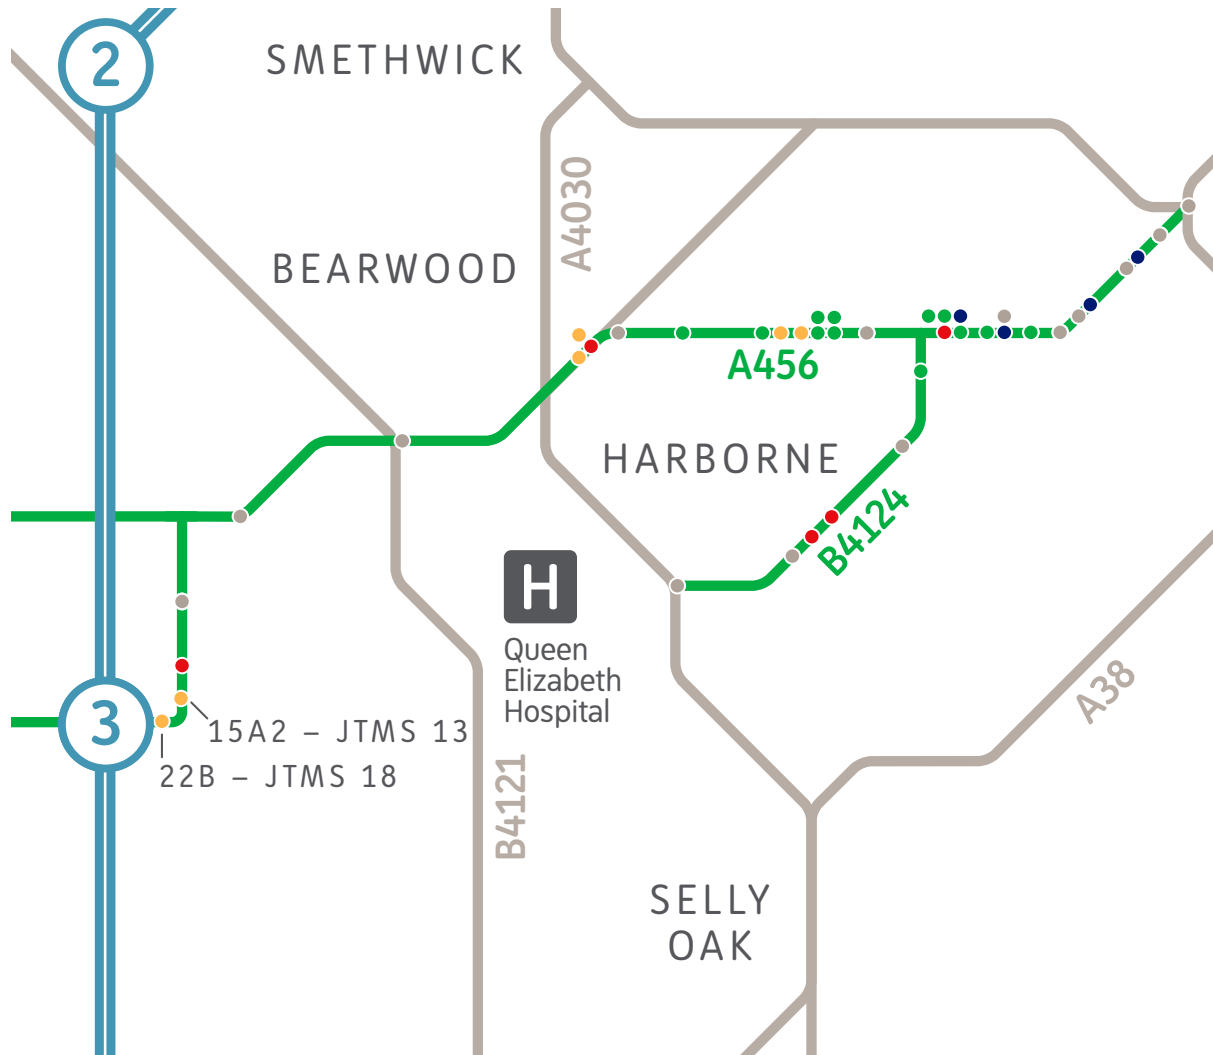 2
SMETHWICK
A4030
BEARWOOD
A456
HARBORNE
B4124
H
Queen
Elizabeth
Hospital
A38
3
15A2 – JTMS 13
22B – JTMS 18
B4121
SELLY
OAK